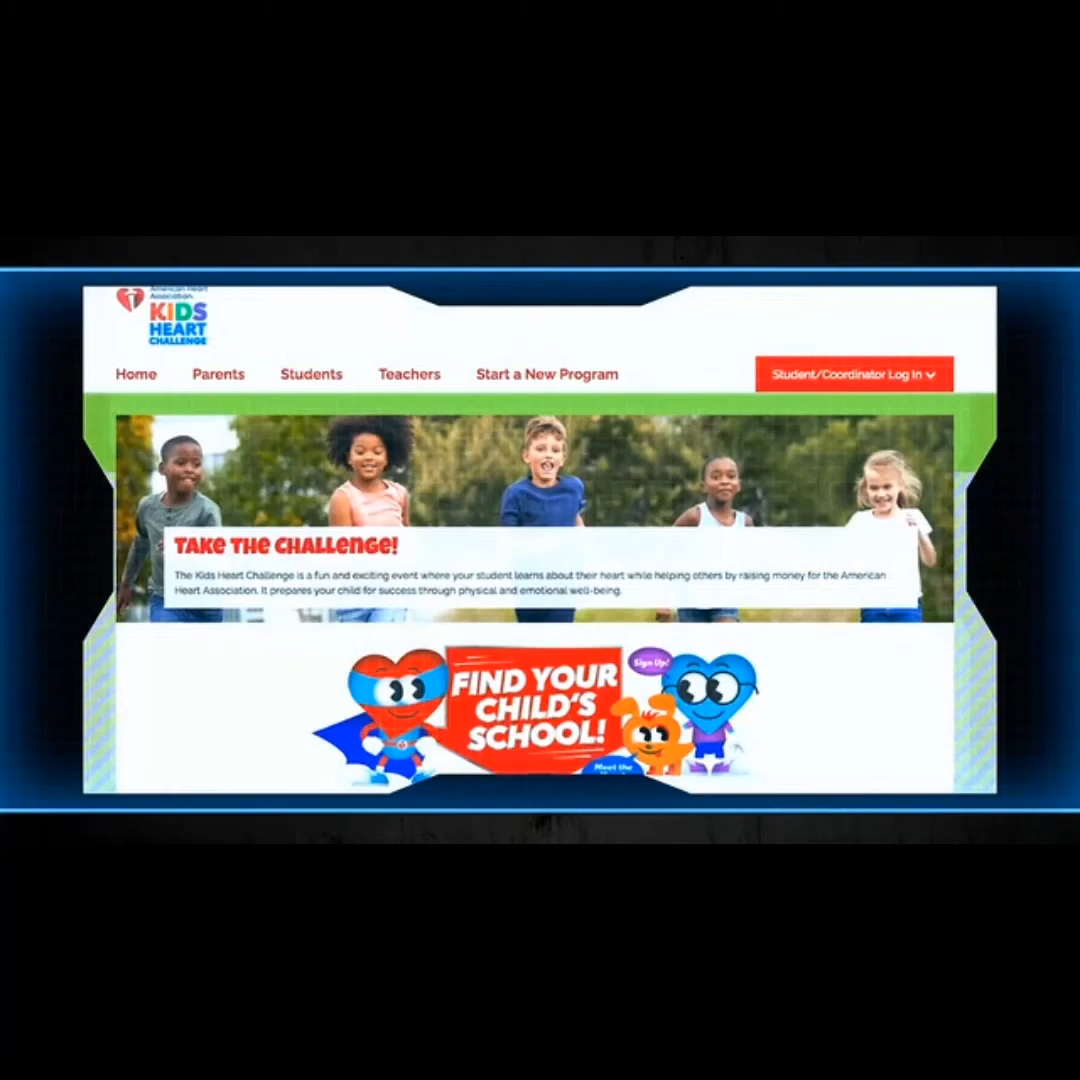 American Heart
Association.
KIDS
HEART
CHALLENGE
Home Parents Students Teachers Start a New Program Student/Coordinator Log In
TAKE THE CHALLENGE!
The Kids Heart Challenge is a fun and exciting event where your student learns about their heart while helping others by raising money for the American
Heart Association. It prepares your child for success through physical and emotional well-being.
FIND YOUR
CHILD'S
SCHOOL!
Sign Up!
Meet the